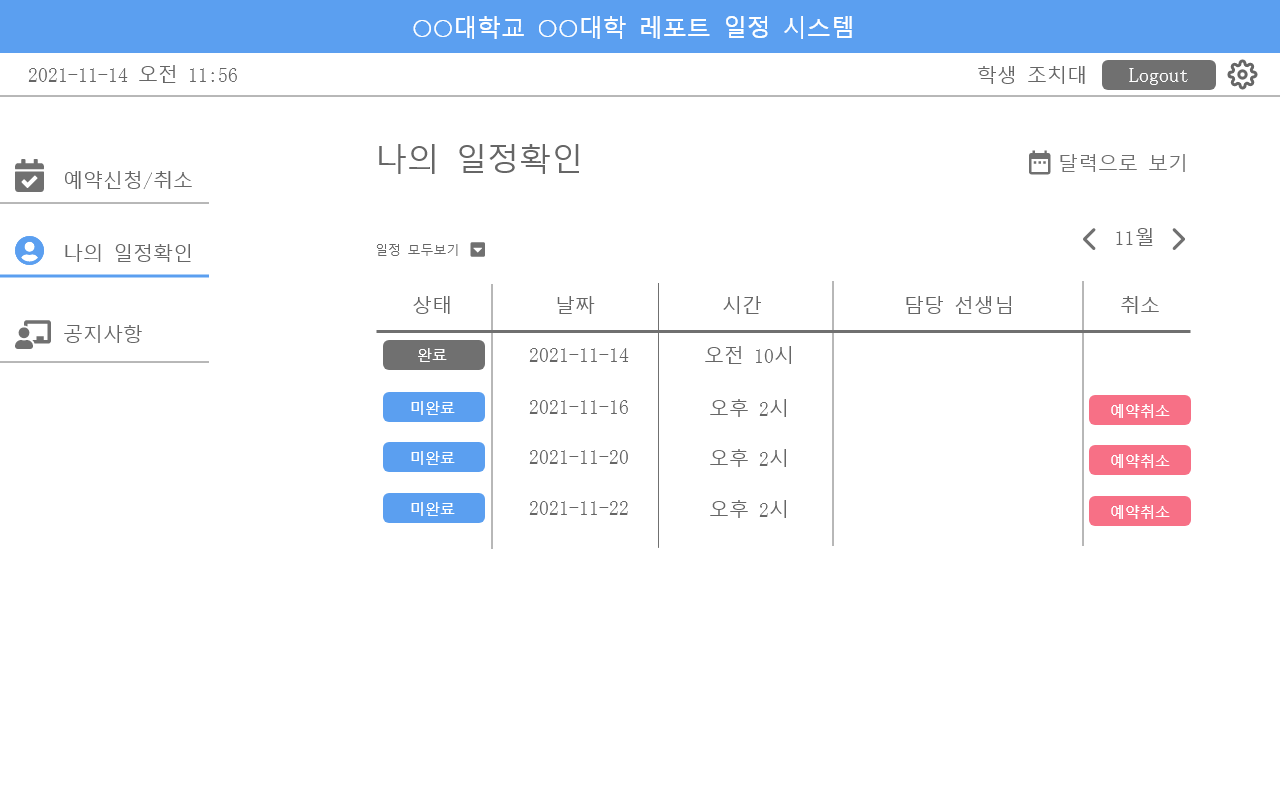 ○○대학교 ○○대학 레포트 일정 시스템
2021-11-14 오전 11:56
학생 조치대
Logout
예약신청/취소
나의 일정확인
공지사항
나의 일정확인
달력으로 보기
일정 모두보기
11월
상태 날짜 시간 담당 선생님 취소
완료 2021-11-14 오전 10시
미완료 2021-11-16 오후 2시 예약취소
미완료 2021-11-20 오후 2시 예약취소
미완료 2021-11-22 오후 2시 예약취소